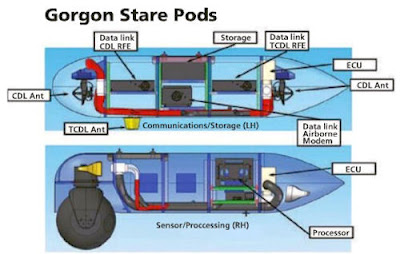 Gorgon Stare Pods
Data link
CDL RFE
Storage
Data link
TCDL RFE
ECU
CDL Ant
CDL Ant
TCDL Ant
Communications/Storage (LH)
Data link
Airborne
Modem
ECU
Sensor/Proccessing (RH)
Processor